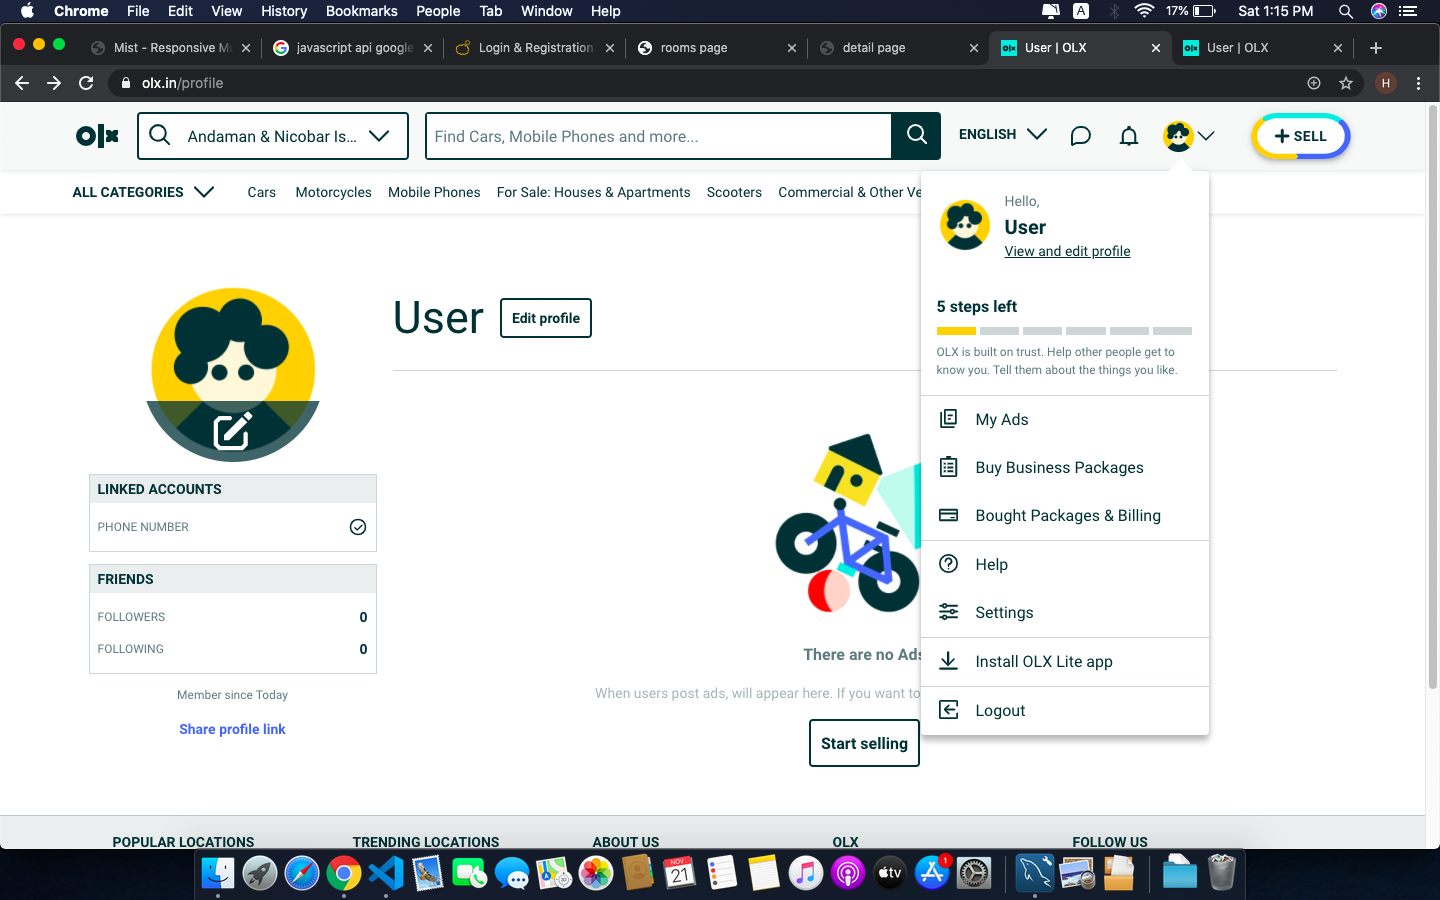 Chrome File Edit View History Bookmarks People Tab Window Help A 17% Sat 1:15 PM
Mist - Responsive M javascript api google Login & Registration rooms page detail page olx User | OLX olx User | OLX
olx.in/profile H
olx Andaman & Nicobar Is... Find Cars, Mobile Phones and more... ENGLISH SELL
ALL CATEGORIES Cars Motorcycles Mobile Phones For Sale: Houses & Apartments Scooters Commercial & Other Ve
Hello,
User
View and edit profile
5 steps left
OLX is built on trust. Help other people get to
know you. Tell them about the things you like.
My Ads
Buy Business Packages
Bought Packages & Billing
Help
Settings
Install OLX Lite app
Logout
User Edit profile
LINKED ACCOUNTS
PHONE NUMBER
FRIENDS
FOLLOWERS 0
FOLLOWING 0
Member since Today
Share profile link
There are no Ads
When users post ads, will appear here. If you want to
Start selling
POPULAR LOCATIONS TRENDING LOCATIONS ABOUT US OLX FOLLOW US
NOV
21
tv
1